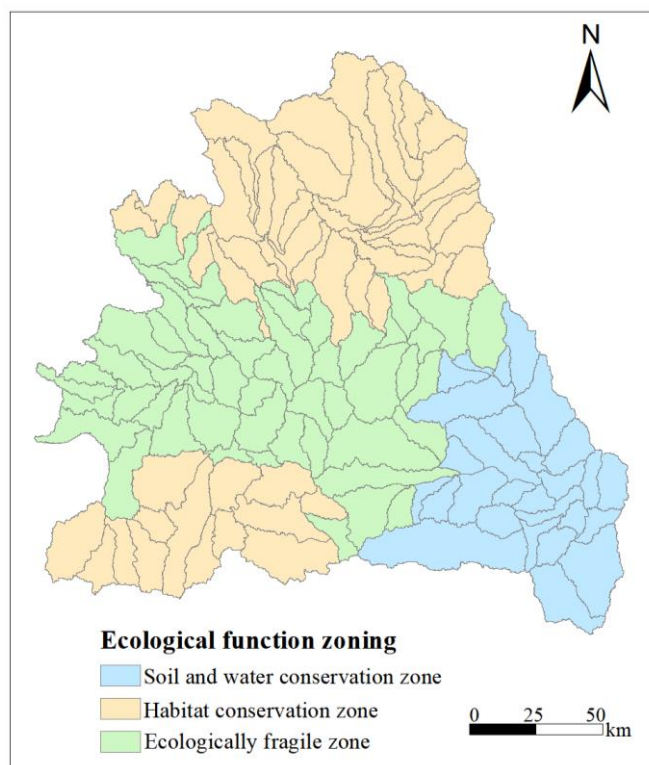 N
Ecological function zoning
Soil and water conservation zone
Habitat conservation zone
Ecologically fragile zone
0 25 50
km